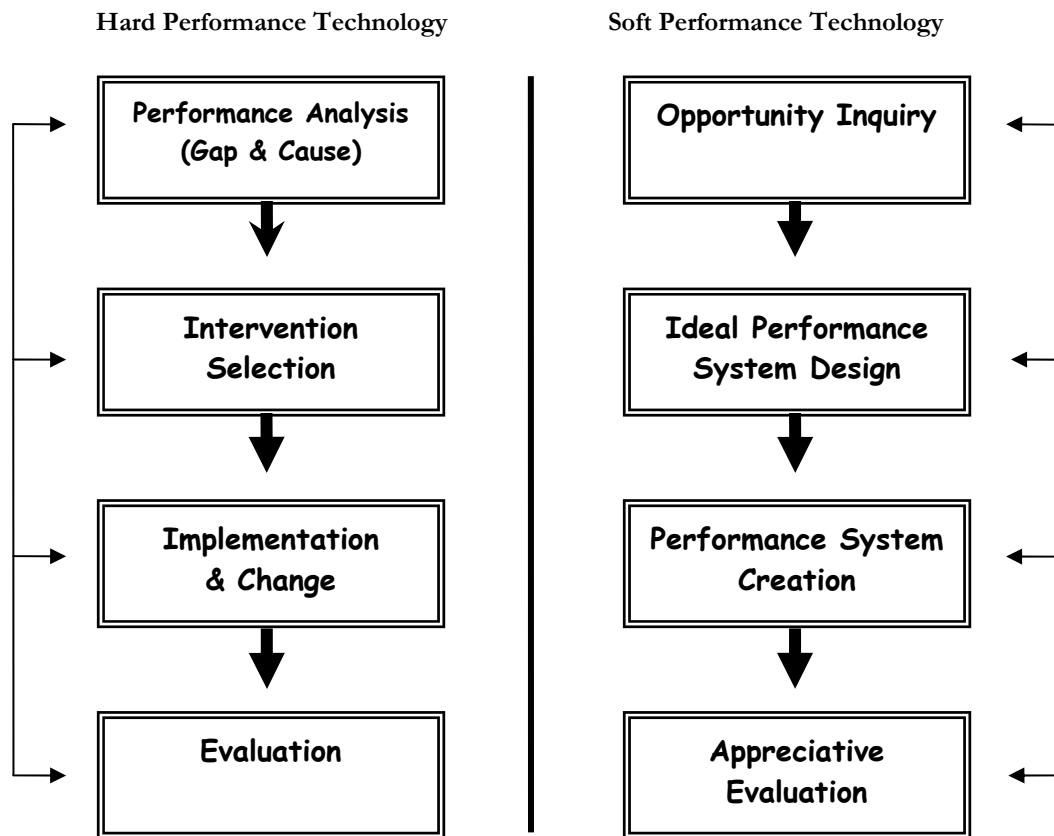 Hard Performance Technology
Performance Analysis
(Gap & Cause)
Intervention
Selection
Implementation
& Change
Evaluation
Soft Performance Technology
Opportunity Inquiry
Ideal Performance
System Design
Performance System
Creation
Appreciative
Evaluation